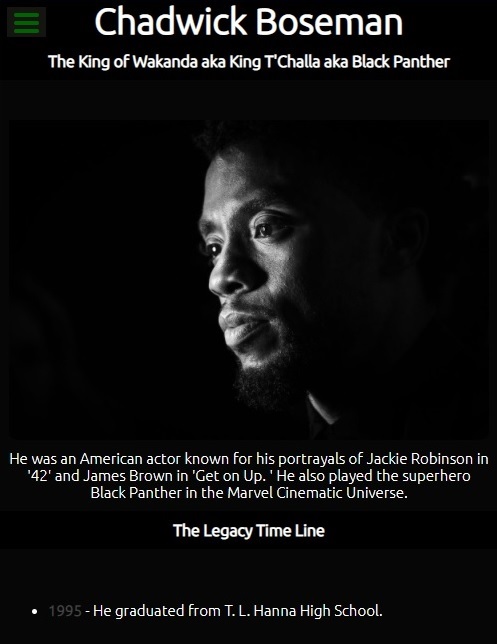 Chadwick Boseman
The King of Wakanda aka King T'Challa aka Black Panther
He was an American actor known for his portrayals of Jackie Robinson in
'42' and James Brown in 'Get on Up. ' He also played the superhero
Black Panther in the Marvel Cinematic Universe.
The Legacy Time Line
• 1995 - He graduated from T. L. Hanna High School.